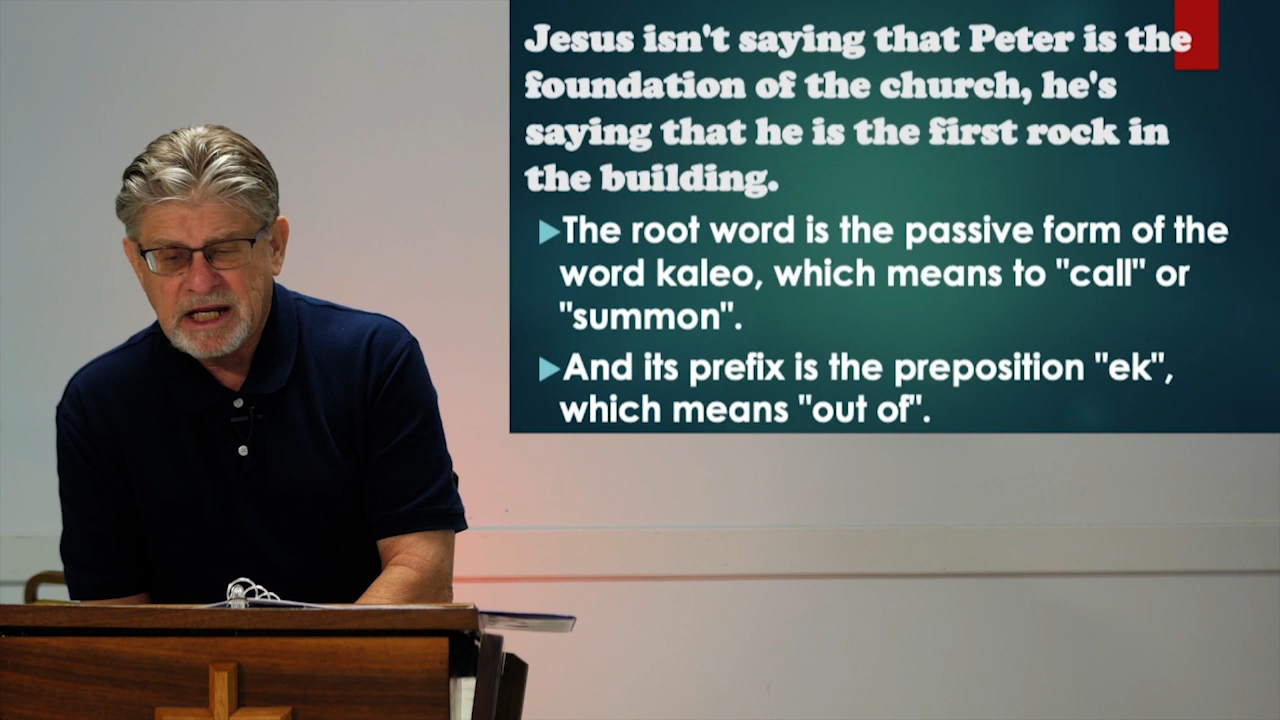 Jesus isn't saying that Peter is the
foundation of the church, he's
saying that he is the first rock in
the building.
The root word is the passive form of the
word kaleo, which means to "call" or
"summon".
And its prefix is the preposition "ek",
which means "out of".